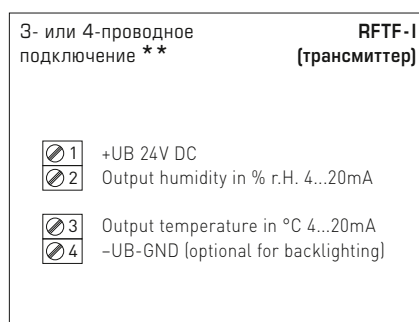 3- или 4-проводное RFTF-I
подключение ** (трансмиттер)
1 +UB 24V DC
2 Output humidity in % r.H. 4...20mA
3 Output temperature in °C 4...20mA
4 –UB-GND (optional for backlighting)